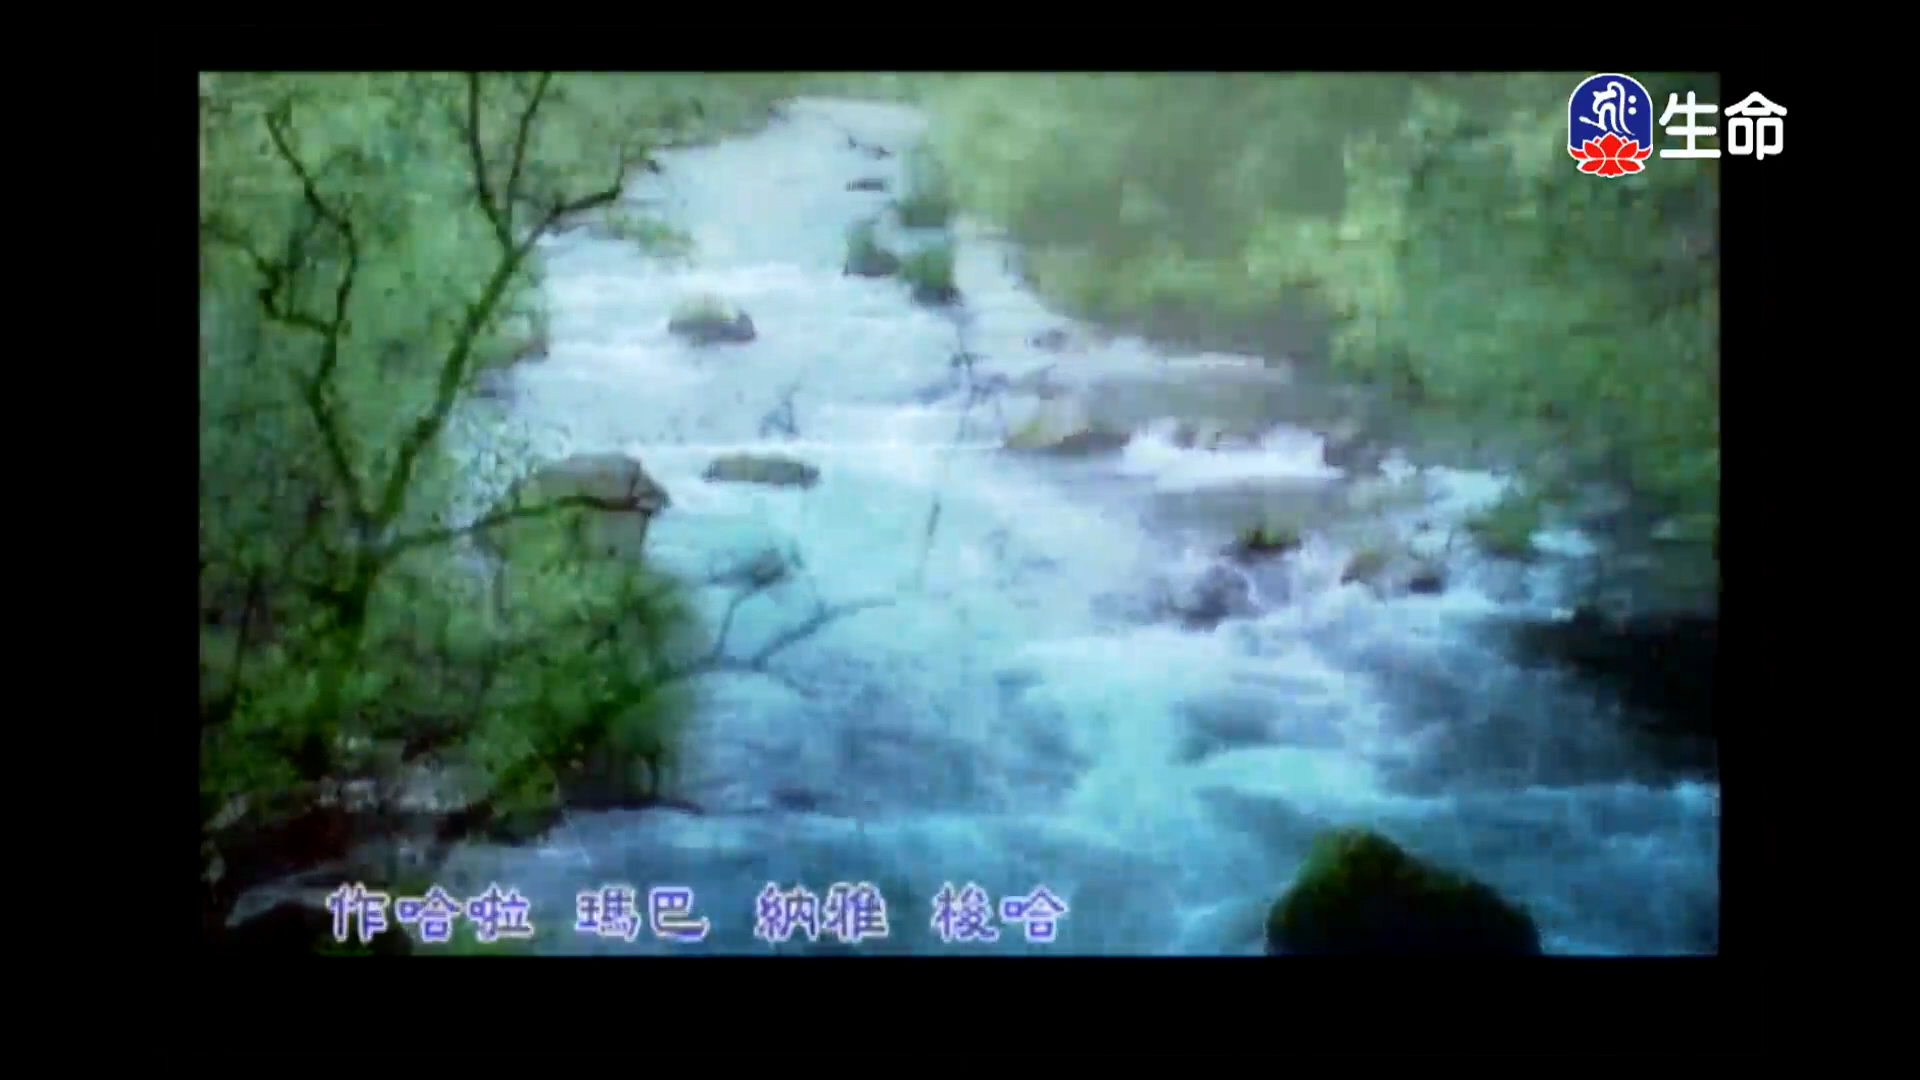 生命
作哈啦 瑪巴 納雅 梭哈